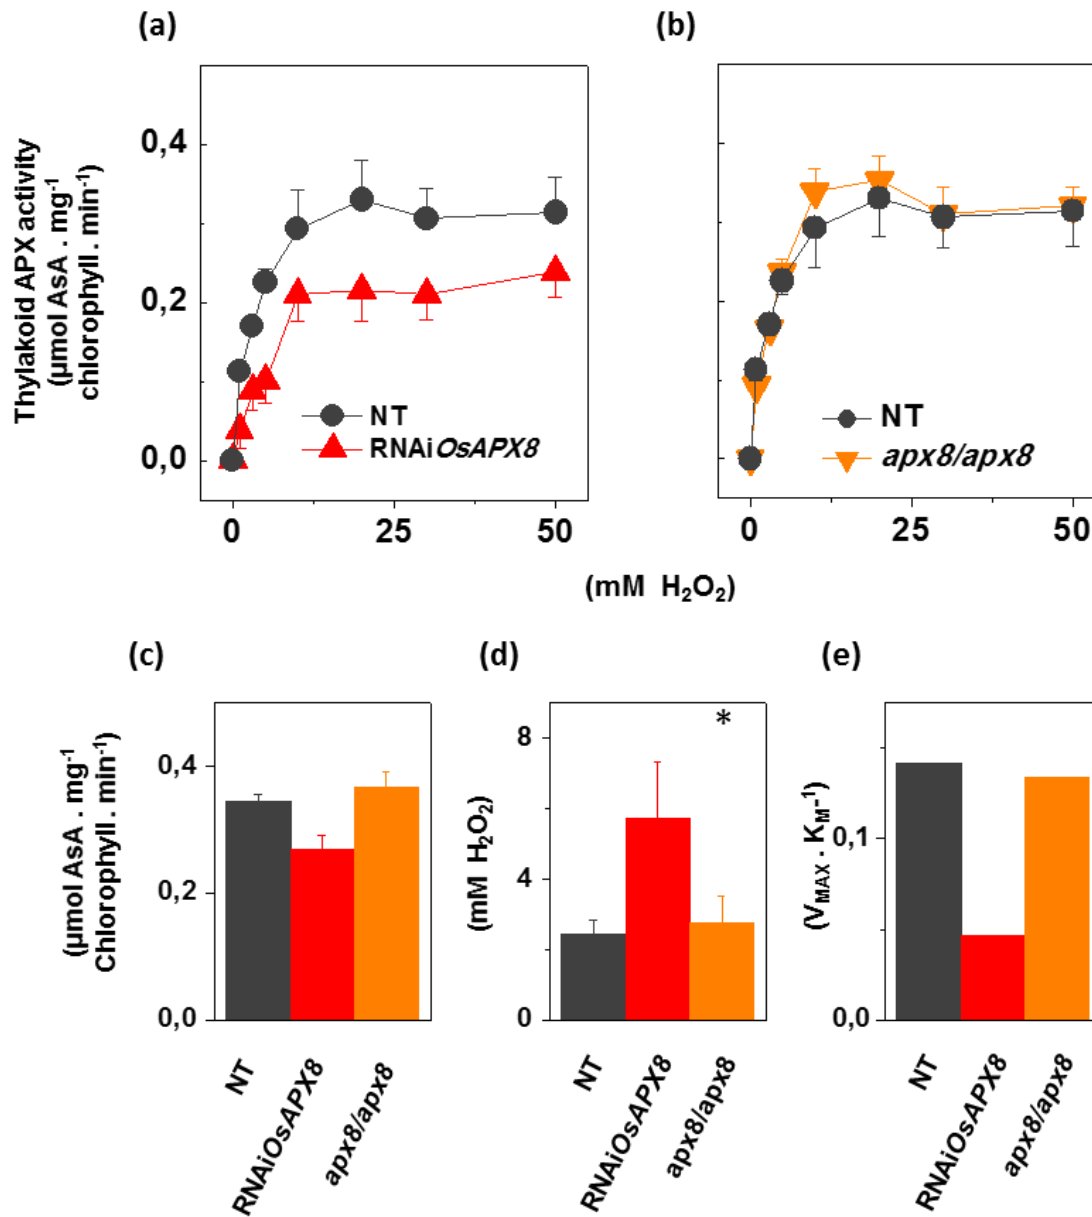 (a)
(b)
Thylakoid APX activity
(µmol AsA . mg-1
chlorophyll. min-1)
0,4
0,2
0,0
NT
RNAiOsAPX8
NT
apx8/apx8
0
25
50
0
25
50
(mM H2O2)
(c)
(d)
(e)
(µmol AsA . mg-1
Chlorophyll. min-1)
0,4
0,2
0,0
(mM H2O2)
8
4
0
*
(VMAX . KM-1)
0,1
0,0
NT
RNAiOsAPX8
apx8/apx8
NT
RNAiOsAPX8
apx8/apx8
NT
RNAiOsAPX8
apx8/apx8